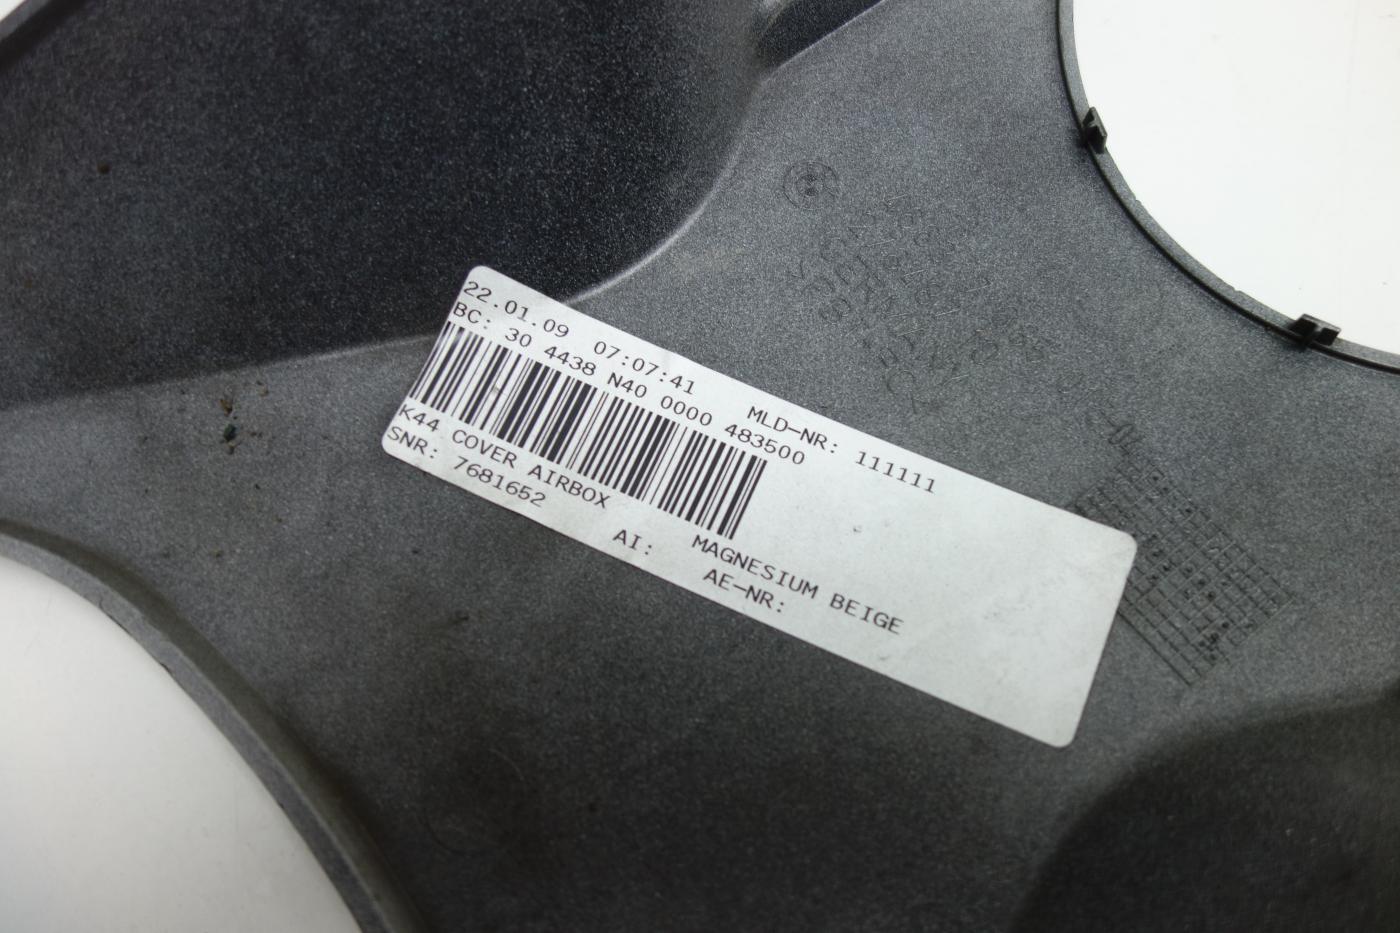 22.01.09 07:07:41 MLD-NR: 111111
BC: 30 4438 N40 0000 483500
K44 COVER AIRBOX MAGNESIUM BEIGE
SNR: 7681652 AI: AE-NR: